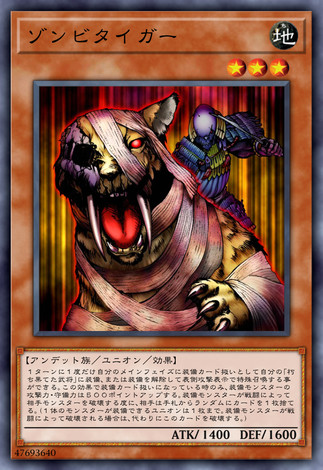 ゾンビタイガー
地
【アンデット族／ユニオン／効果】
１ターンに１度だけ自分のメインフェイズに装備カード扱いとして自分の「朽
ち果てた武将」に装備、または装備を解除して表側攻撃表示で特殊召喚する事
ができる。この効果で装備カード扱いになっている時のみ、装備モンスターの
攻撃力・守備力は５００ポイントアップする。装備モンスターが戦闘によって
相手モンスターを破壊する度に、相手は手札からランダムにカードを１枚捨て
る。（１体のモンスターが装備できるユニオンは１枚まで。装備モンスターが戦闘
によって破壊される場合は、代わりにこのカードを破壊する。）
ATK/ 1400 DEF/1600
47693640